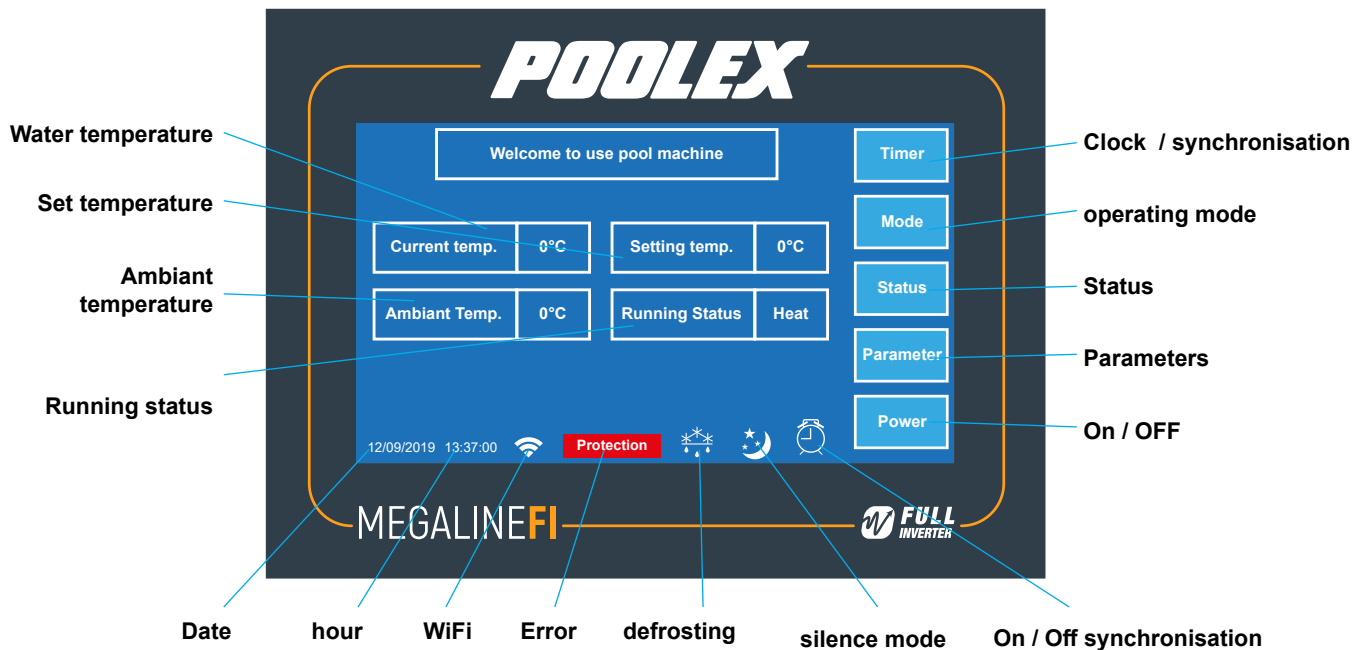 POOLEX
Water temperature
Welcome to use pool machine
Timer
Clock / synchronisation
Set temperature
Mode
operating mode
Current temp.
0°C
Setting temp.
0°C
Ambiant
temperature
Status
Status
Ambiant Temp.
0°C
Running Status
Heat
Parameter
Parameters
Running status
Power
On / OFF
12/09/2019 13:37:00
Protection
MEGALINEFI
FULL
INVERTER
Date
hour
WiFi
Error
defrosting
silence mode
On / Off synchronisation